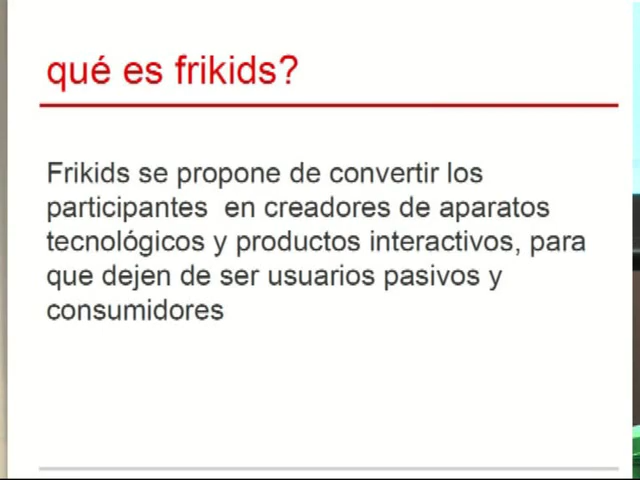 qué es frikids?
Frikids se propone de convertir los
participantes  en creadores de aparatos
tecnológicos y productos interactivos, para
que dejen de ser usuarios pasivos y
consumidores